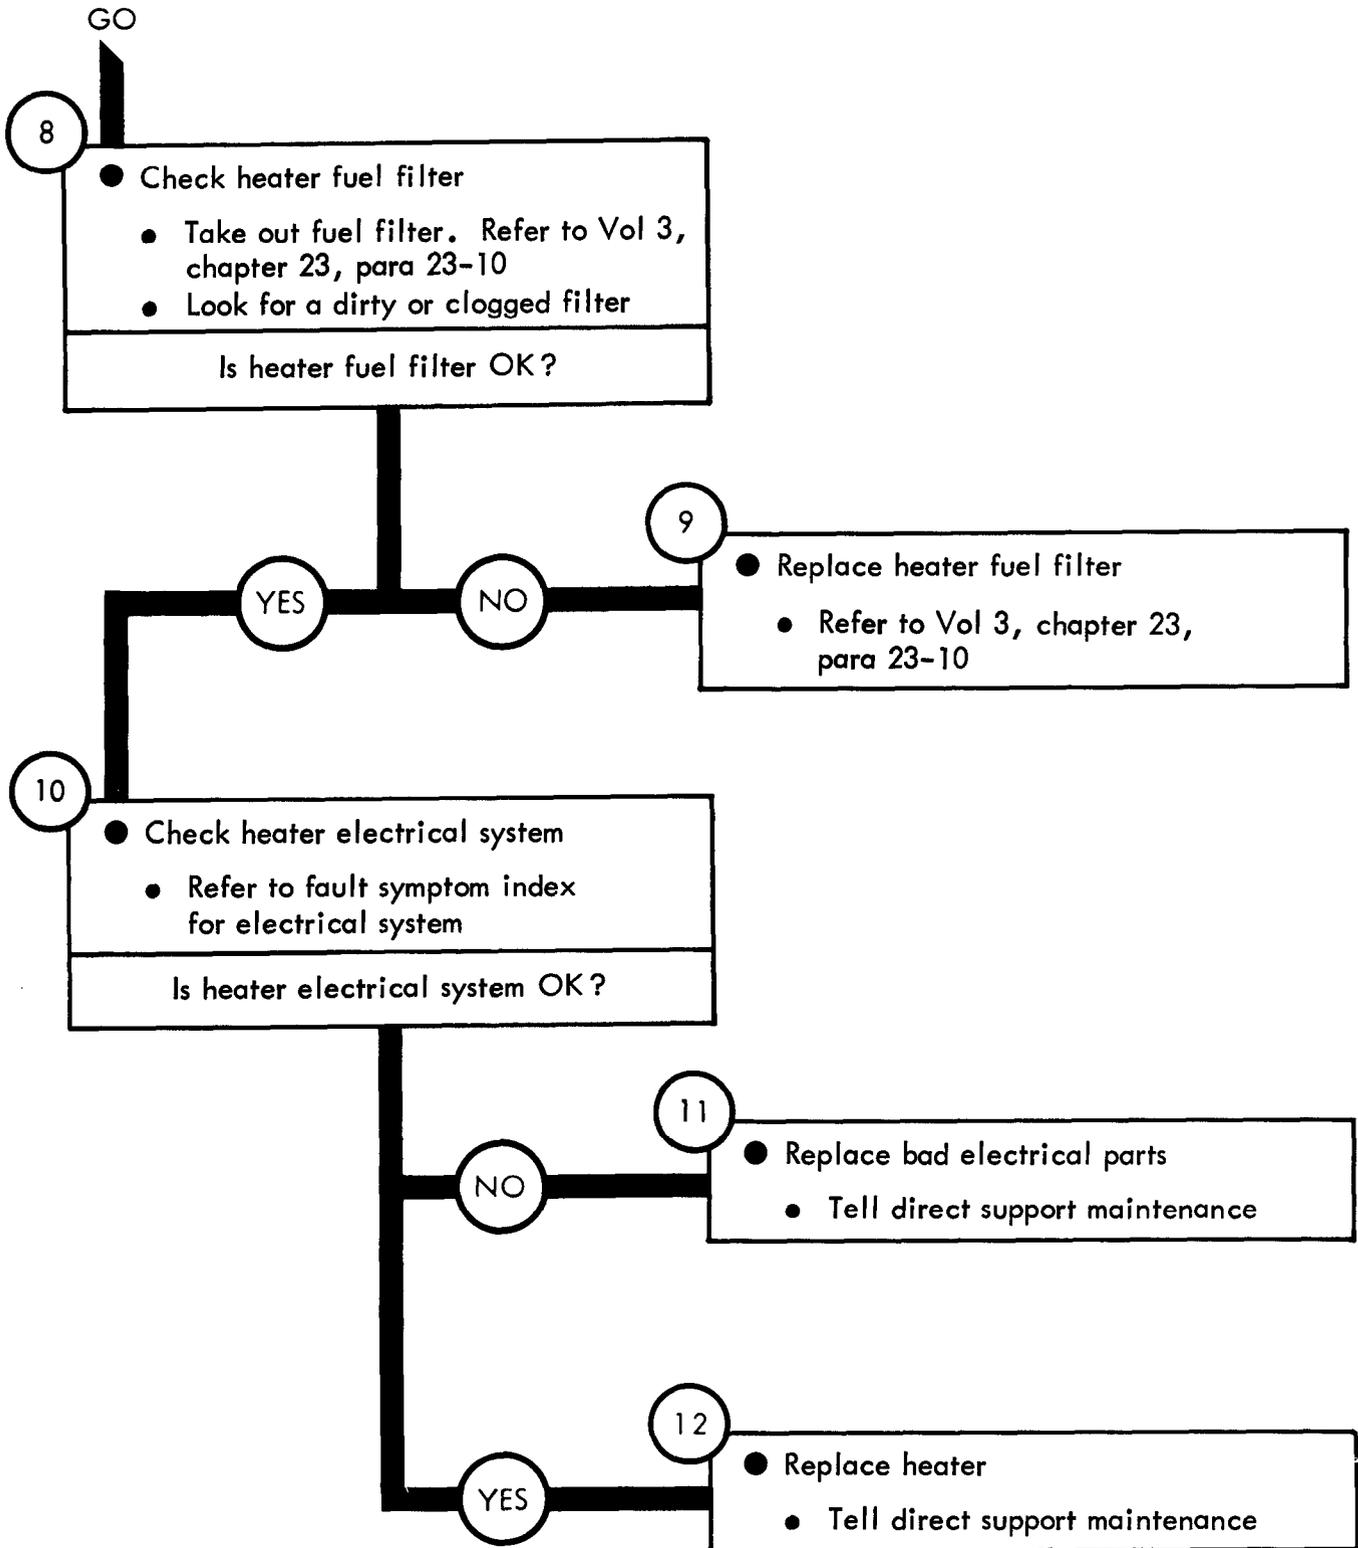 GO
8
● Check heater fuel filter
● Take out fuel filter. Refer to Vol 3,
chapter 23, para 23-10
● Look for a dirty or clogged filter
Is heater fuel filter OK?
YES
NO
9
● Replace heater fuel filter
● Refer to Vol 3, chapter 23,
para 23-10
10
● Check heater electrical system
● Refer to fault symptom index
for electrical system
Is heater electrical system OK?
NO
11
● Replace bad electrical parts
● Tell direct support maintenance
YES
12
● Replace heater
● Tell direct support maintenance